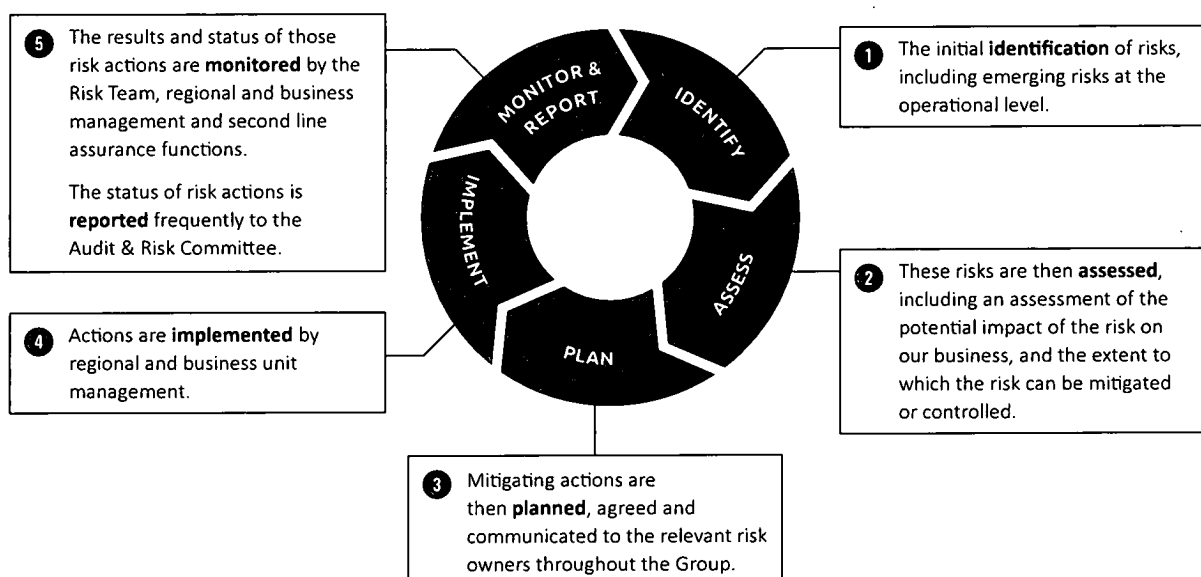 1 The initial identification of risks,
including emerging risks at the
operational level.
2 These risks are then assessed,
including an assessment of the
potential impact of the risk on
our business, and the extent to
which the risk can be mitigated
or controlled.
3 Mitigating actions are
then planned, agreed and
communicated to the relevant risk
owners throughout the Group.
4 Actions are implemented by
regional and business unit
management.
5 The results and status of those
risk actions are monitored by the
Risk Team, regional and business
management and second line
assurance functions.
The status of risk actions is
reported frequently to the
Audit & Risk Committee.
IDENTIFY
ASSESS
PLAN
IMPLEMENT
MONITOR &
REPORT